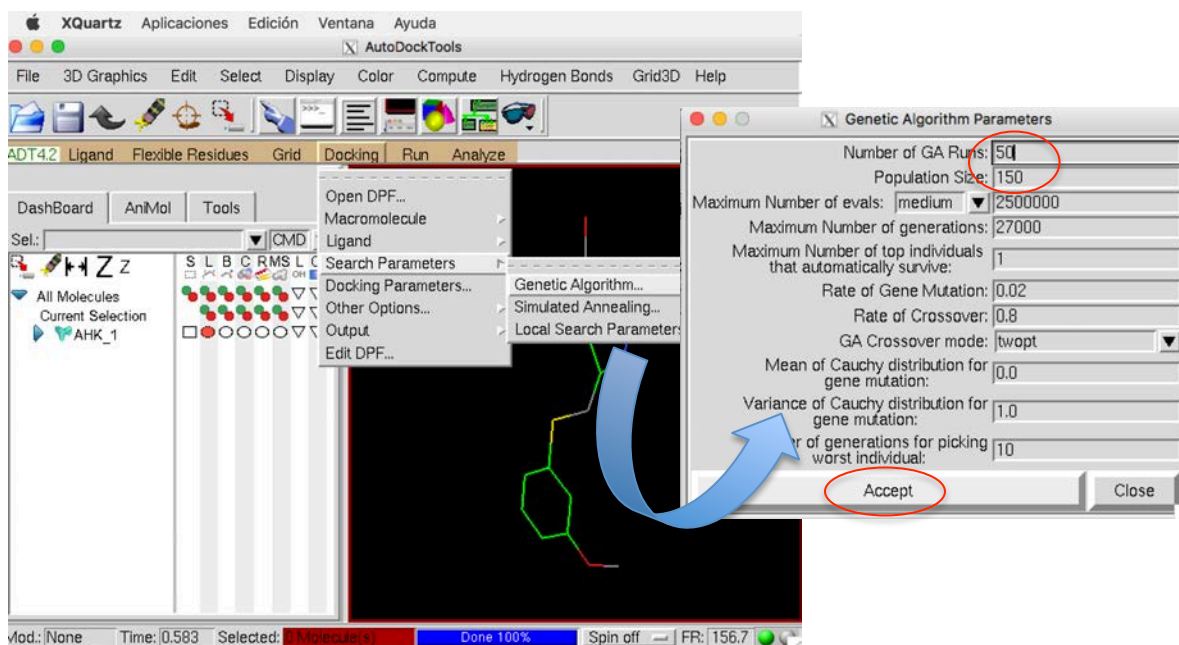 XQuartz Aplicaciones Edición Ventana Ayuda
AutoDockTools
File 3D Graphics Edit Select Display Color Compute Hydrogen Bonds Grid3D Help
ADT4.2 Ligand Flexible Residues Grid Docking Run Analyze
DashBoard AniMol Tools
Sel.: CMD
Z Z
S L B C R MS L C
All Molecules
Current Selection
AHK_1
Open DPF...
Macromolecule
Ligand
Search Parameters
Docking Parameters...
Other Options...
Output
Edit DPF...
Genetic Algorithm...
Simulated Annealing...
Local Search Parameters
Mod.: None Time: 0.583 Selected: 0 Molecule(s) Done 100% Spin off FR: 156.7
Genetic Algorithm Parameters
Number of GA Runs: 50
Population Size: 150
Maximum Number of evals: medium 2500000
Maximum Number of generations: 27000
Maximum Number of top individuals
that automatically survive: 1
Rate of Gene Mutation: 0.02
Rate of Crossover: 0.8
GA Crossover mode: twopt
Mean of Cauchy distribution for
gene mutation: 0.0
Variance of Cauchy distribution for
gene mutation: 1.0
of generations for picking
worst individual: 10
Accept Close